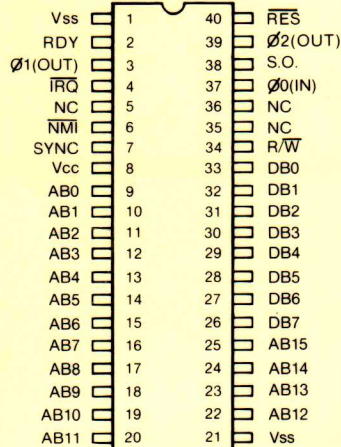 Vss 1 40 R̅E̅S̅
RDY 2 39 Ø2(OUT)
Ø1(OUT) 3 38 S.O.
I̅R̅Q̅ 4 37 Ø0(IN)
NC 5 36 NC
N̅M̅I̅ 6 35 NC
SYNC 7 34 R/W̅
Vcc 8 33 DB0
AB0 9 32 DB1
AB1 10 31 DB2
AB2 11 30 DB3
AB3 12 29 DB4
AB4 13 28 DB5
AB5 14 27 DB6
AB6 15 26 DB7
AB7 16 25 AB15
AB8 17 24 AB14
AB9 18 23 AB13
AB10 19 22 AB12
AB11 20 21 Vss